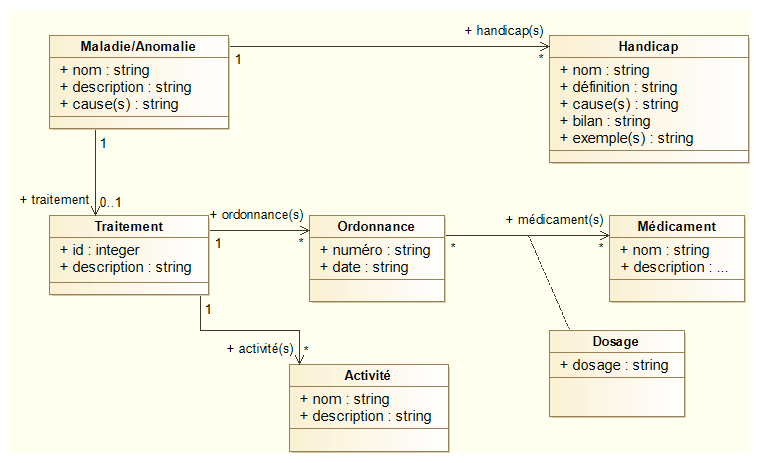 Maladie/Anomalie
+ nom : string
+ description : string
+ cause(s) : string
1
+ handicap(s)
*
Handicap
+ nom : string
+ définition : string
+ cause(s) : string
+ bilan : string
+ exemple(s) : string
1
+ traitement
0..1
Traitement
+ id : integer
+ description : string
+ ordonnance(s)
1
*
Ordonnance
+ numéro : string
+ date : string
+ médicament(s)
*
*
Médicament
+ nom : string
+ description : ...
1
+ activité(s)
*
Dosage
+ dosage : string
Activité
+ nom : string
+ description : string